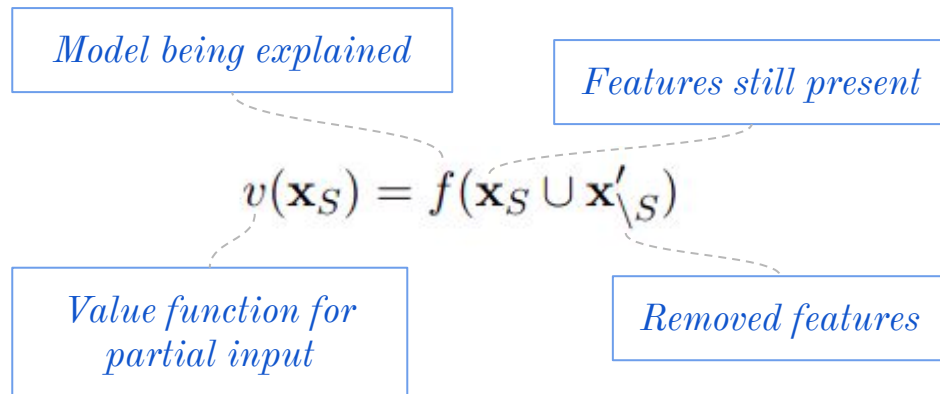 Model being explained
Features still present
v(𝐱_S) = f(𝐱_S ∪ 𝐱′_{\S})
Value function for
partial input
Removed features